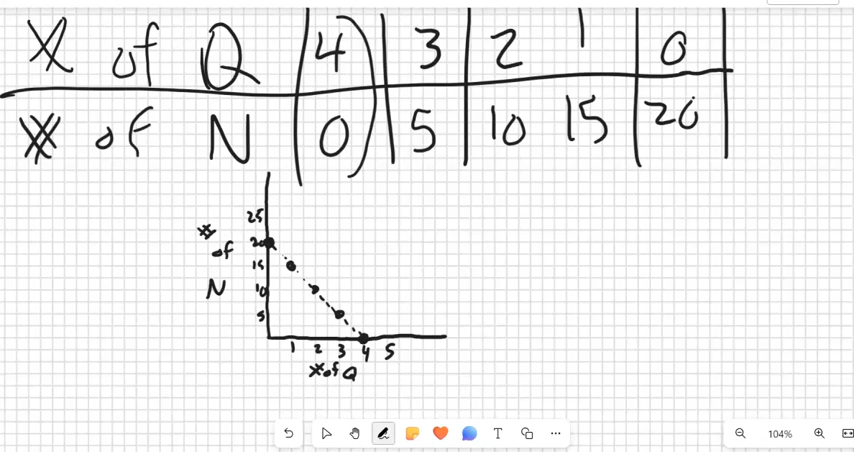 # of Q 4 3 2 1 0
# of N 0 5 10 15 20
25
# 20
of 15
N 10
5
1 2 3 4 5
# of Q
T
104%